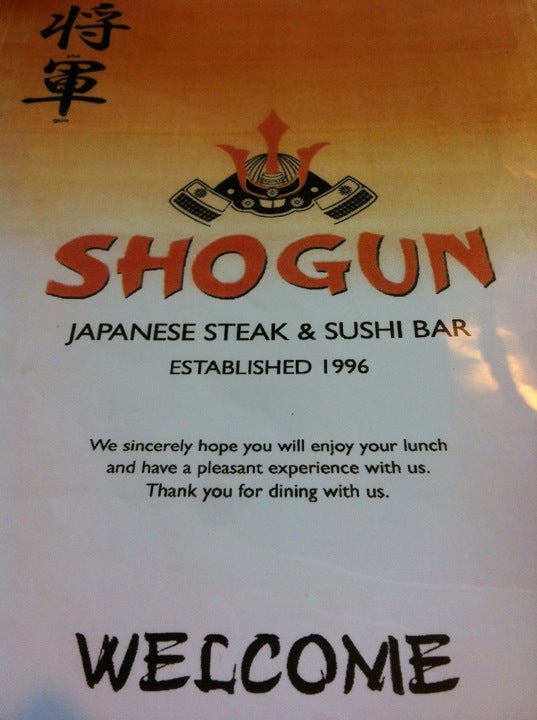 将
軍
SHOGUN
JAPANESE STEAK & SUSHI BAR
ESTABLISHED 1996
We sincerely hope you will enjoy your lunch
and have a pleasant experience with us.
Thank you for dining with us.
WELCOME